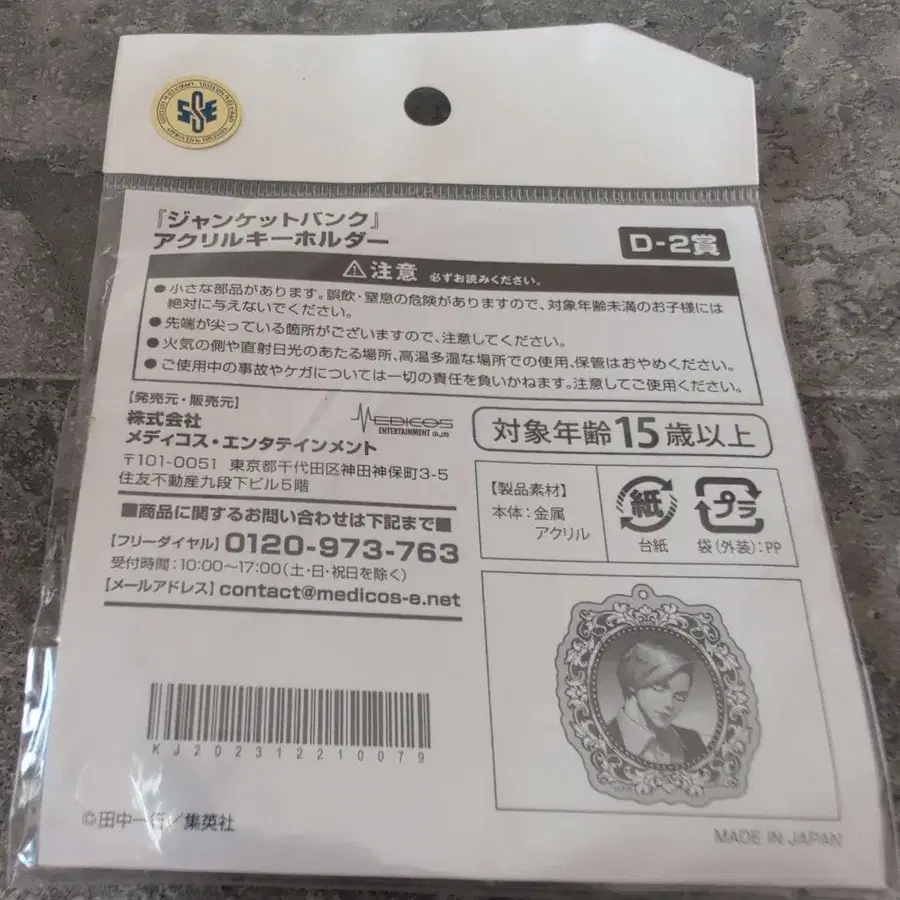 SSE
『ジャンケットバンク』
アクリルキーホルダー
D-2賞
⚠注意 必ずお読みください。
●小さな部品があります。誤飲・窒息の危険がありますので、対象年齢未満のお子様には
絶対に与えないでください。
●先端が尖っている箇所がございますので、注意してください。
●火気の側や直射日光のあたる場所、高温多湿な場所での使用、保管はおやめください。
●ご使用中の事故やケガについては一切の責任を負いかねます。注意してご使用ください。
【発売元・販売元】
株式会社
メディコス・エンタテインメント
MEDICOS
ENTERTAINMENT CO.,LTD
〒101-0051 東京都千代田区神田神保町3-5
住友不動産九段下ビル5階
■商品に関するお問い合わせは下記まで■
【フリーダイヤル】0120-973-763
受付時間:10:00〜17:00(土・日・祝日を除く)
【メールアドレス】contact@medicos-e.net
対象年齢15歳以上
【製品素材】
本体:金属
アクリル
紙
台紙
プラ
袋(外装):PP
KJ202312210079
©田中一行/集英社
MADE IN JAPAN